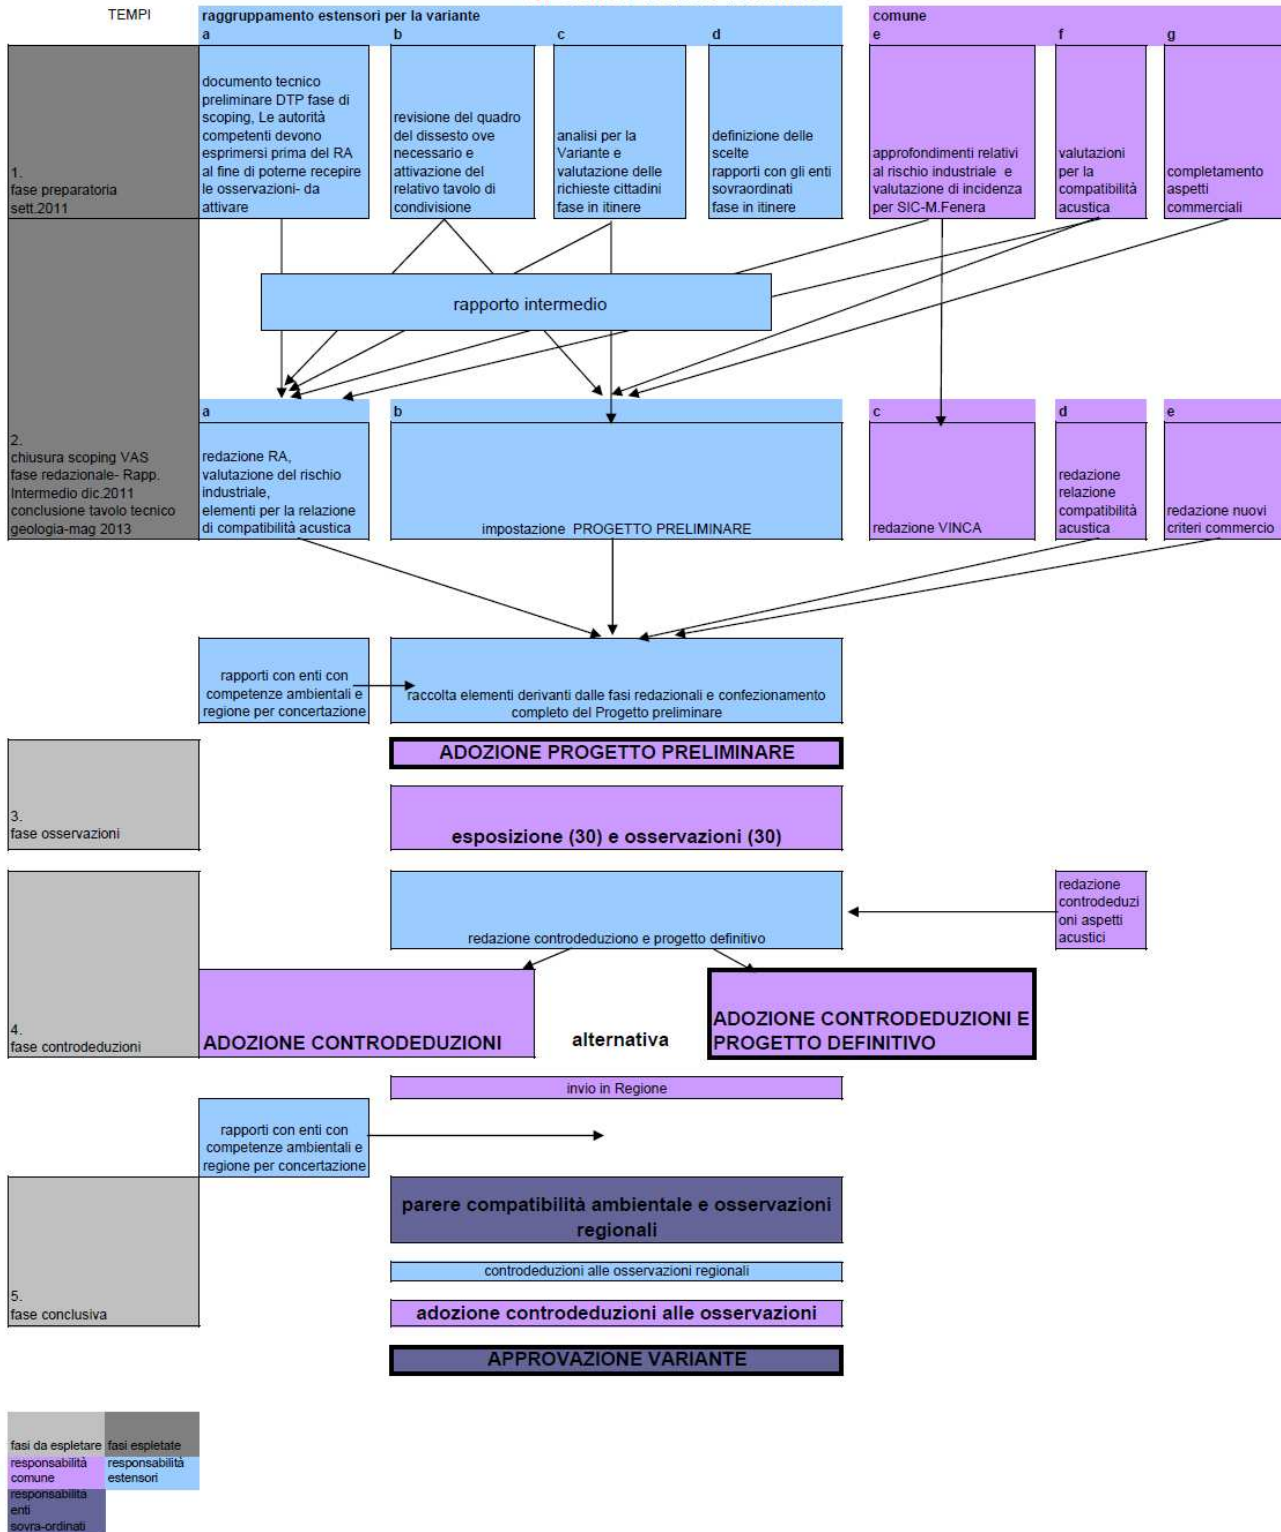 TEMPI
raggruppamento estensori per la variante
comune
a
b
c
d
e
f
g
1.
fase preparatoria
sett.2011
documento tecnico
preliminare DTP fase di
scoping, Le autorità
competenti devono
esprimersi prima del RA
al fine di poterne recepire
le osservazioni- da
attivare
revisione del quadro
del dissesto ove
necessario e
attivazione del
relativo tavolo di
condivisione
analisi per la
Variante e
valutazione delle
richieste cittadini
fase in itinere
definizione delle
scelte
rapporti con gli enti
sovraordinati
fase in itinere
approfondimenti relativi
al rischio industriale e
valutazione di incidenza
per SIC-M.Fenera
valutazioni
per la
compatibilità
acustica
completamento
aspetti
commerciali
rapporto intermedio
a
b
c
d
e
2.
chiusura scoping VAS
fase redazionale- Rapp.
Intermedio dic.2011
conclusione tavolo tecnico
geologia-mag 2013
redazione RA,
valutazione del rischio
industriale,
elementi per la relazione
di compatibilità acustica
impostazione PROGETTO PRELIMINARE
redazione VINCA
redazione
relazione
compatibilità
acustica
redazione nuovi
criteri commercio
rapporti con enti con
competenze ambientali e
regione per concertazione
raccolta elementi derivanti dalle fasi redazionali e confezionamento
completo del Progetto preliminare
ADOZIONE PROGETTO PRELIMINARE
3.
fase osservazioni
esposizione (30) e osservazioni (30)
redazione controdeduziono e progetto definitivo
redazione
controdeduzi
oni aspetti
acustici
4.
fase controdeduzioni
ADOZIONE CONTRODEDUZIONI
alternativa
ADOZIONE CONTRODEDUZIONI E
PROGETTO DEFINITIVO
invio in Regione
rapporti con enti con
competenze ambientali e
regione per concertazione
5.
fase conclusiva
parere compatibilità ambientale e osservazioni
regionali
controdeduzioni alle osservazioni regionali
adozione controdeduzioni alle osservazioni
APPROVAZIONE VARIANTE
fasi da espletare
fasi espletate
responsabilità
comune
responsabilità
estensori
responsabilità
enti
sovra-ordinati